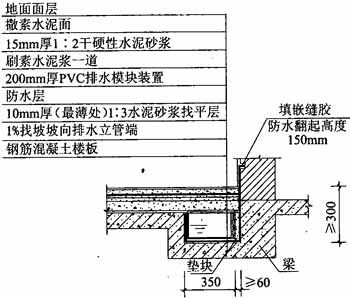 地面面层
撒素水泥面
15mm厚1:2干硬性水泥砂浆
刷素水泥浆一道
200mm厚PVC排水模块装置
防水层
10mm厚(最薄处)1:3水泥砂浆找平层
1%找坡坡向排水立管端
钢筋混凝土楼板
填嵌缝胶
防水翻起高度
150mm
≥300
垫块
梁
350
≥60